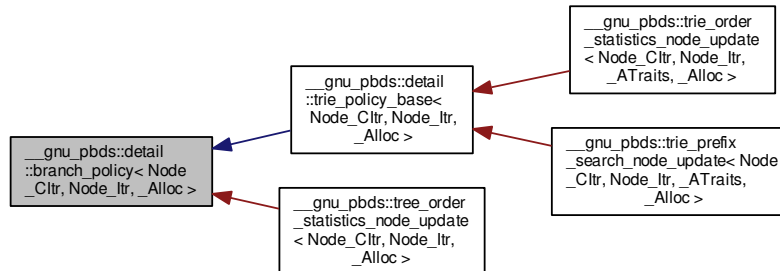 __gnu_pbds::detail
::branch_policy< Node
_CItr, Node_Itr, _Alloc >
__gnu_pbds::detail
::trie_policy_base<
Node_CItr, Node_Itr,
_Alloc >
__gnu_pbds::tree_order
_statistics_node_update
< Node_CItr, Node_Itr,
_Alloc >
__gnu_pbds::trie_order
_statistics_node_update
< Node_CItr, Node_Itr,
_ATraits, _Alloc >
__gnu_pbds::trie_prefix
_search_node_update< Node
_CItr, Node_Itr, _ATraits,
_Alloc >